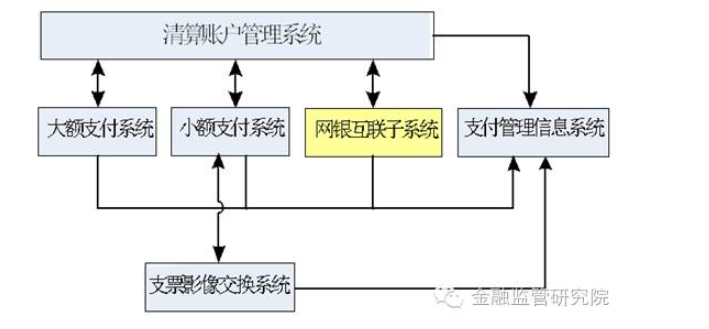 清算账户管理系统
大额支付系统
小额支付系统
网银互联子系统
支付管理信息系统
支票影像交换系统
金融监管研究院